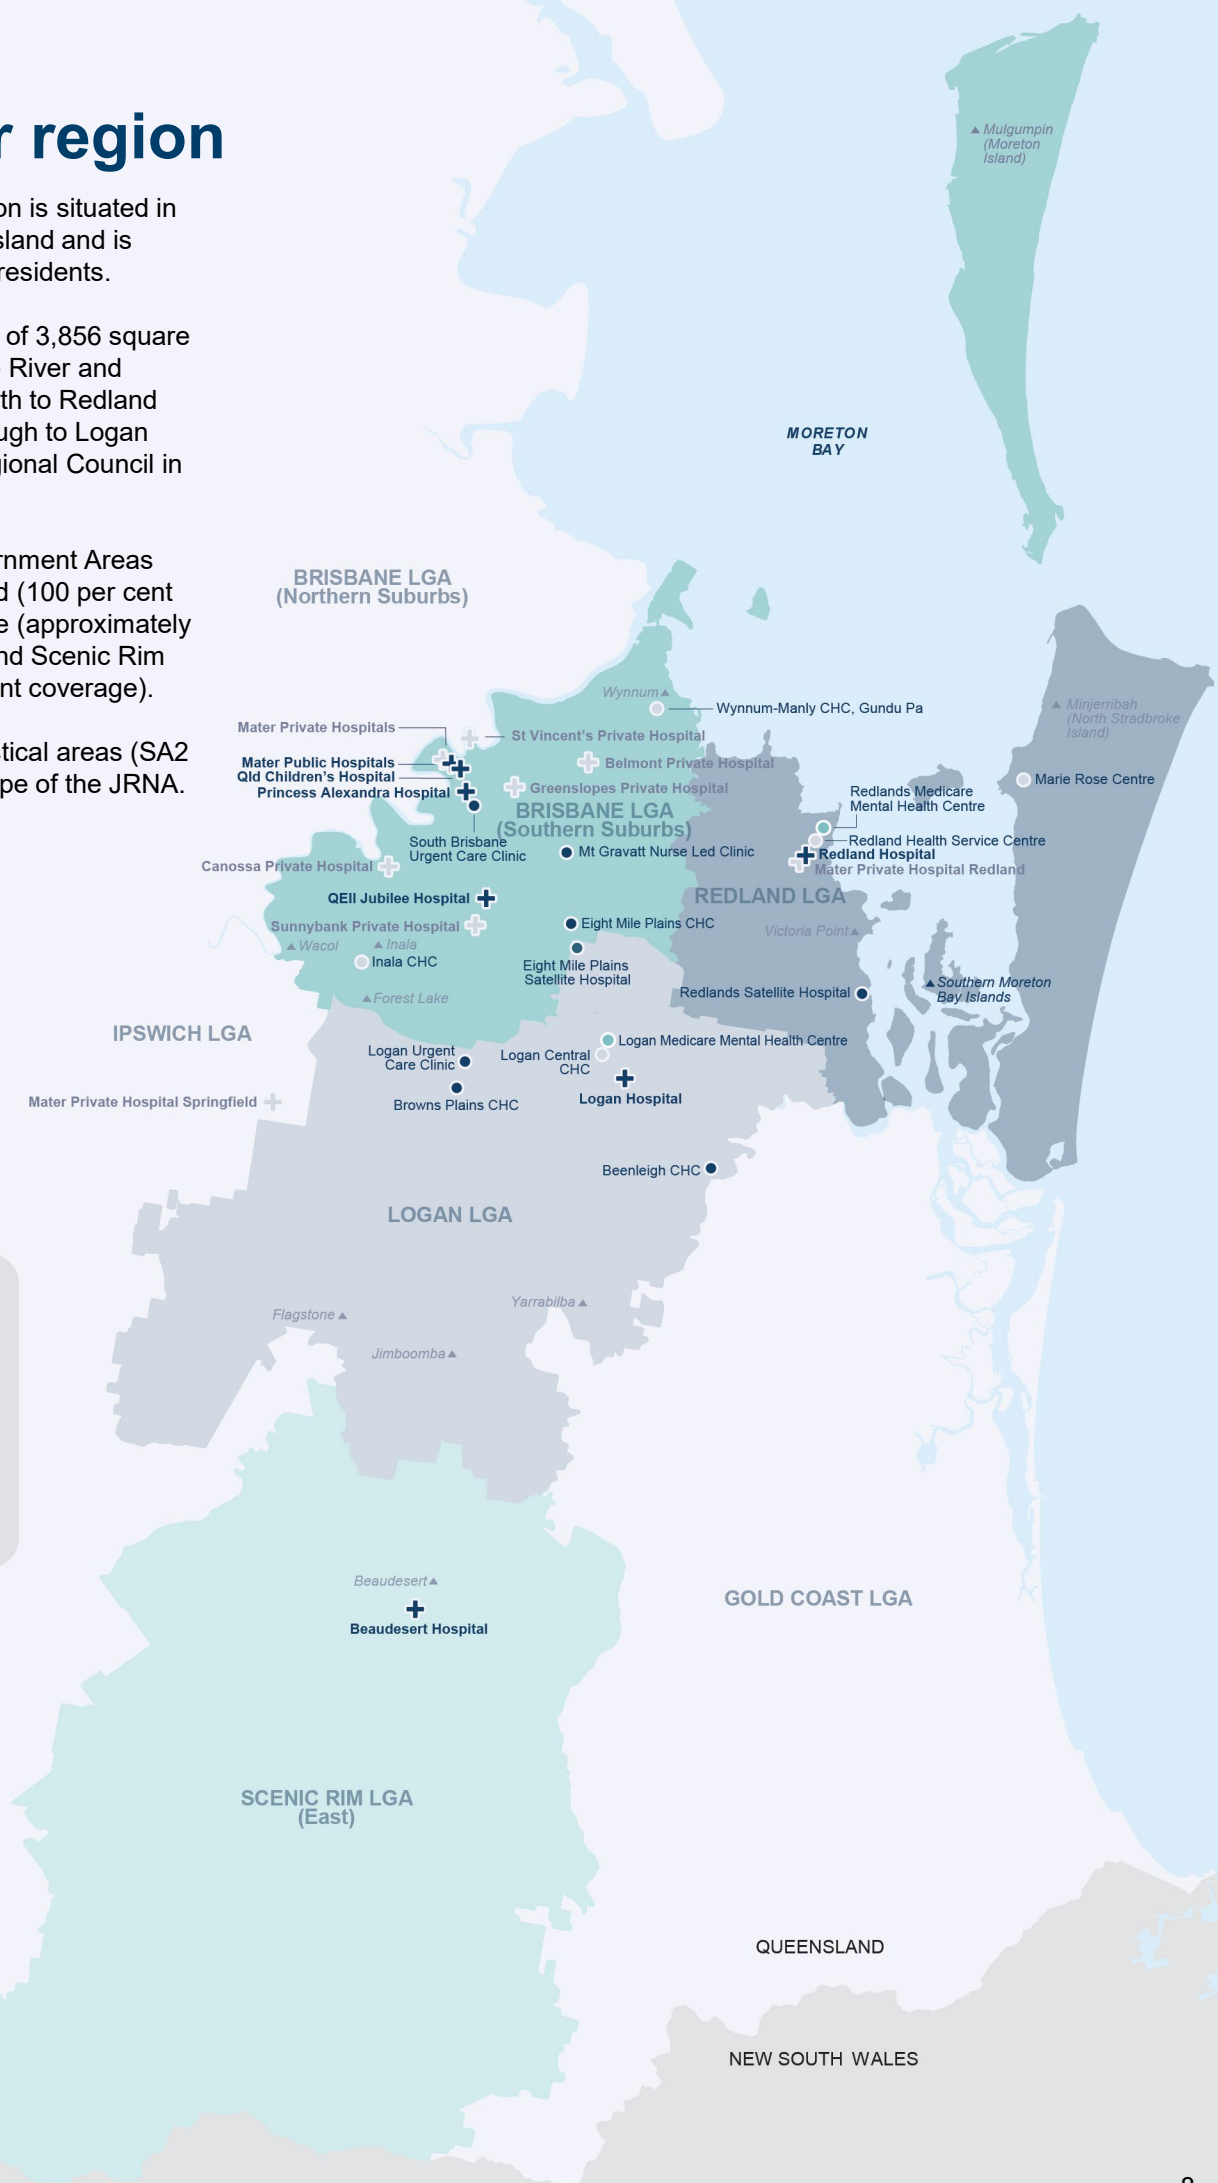 r region
on is situated in
sland and is
residents.
of 3,856 square
River and
th to Redland
ugh to Logan
gional Council in
rnment Areas
d (100 per cent
e (approximately
nd Scenic Rim
nt coverage).
stical areas (SA2
pe of the JRNA.
Mulgumpin
(Moreton
Island)
MORETON
BAY
BRISBANE LGA
(Northern Suburbs)
Wynnum
Wynnum-Manly CHC, Gundu Pa
Minjerribah
(North Stradbroke
Island)
Mater Private Hospitals
St Vincent's Private Hospital
Mater Public Hospitals
Belmont Private Hospital
Qld Children's Hospital
Marie Rose Centre
Princess Alexandra Hospital
Greenslopes Private Hospital
Redlands Medicare
Mental Health Centre
BRISBANE LGA
(Southern Suburbs)
South Brisbane
Urgent Care Clinic
Redland Health Service Centre
Mt Gravatt Nurse Led Clinic
Redland Hospital
Canossa Private Hospital
Mater Private Hospital Redland
QEII Jubilee Hospital
REDLAND LGA
Sunnybank Private Hospital
Eight Mile Plains CHC
Victoria Point
Wacol
Inala
Inala CHC
Eight Mile Plains
Satellite Hospital
Southern Moreton
Bay Islands
Redlands Satellite Hospital
Forest Lake
IPSWICH LGA
Logan Medicare Mental Health Centre
Logan Urgent
Care Clinic
Logan Central
CHC
Browns Plains CHC
Logan Hospital
Mater Private Hospital Springfield
Beenleigh CHC
LOGAN LGA
Yarrabilba
Flagstone
Jimboomba
Beaudesert
Beaudesert Hospital
GOLD COAST LGA
SCENIC RIM LGA
(East)
QUEENSLAND
NEW SOUTH WALES